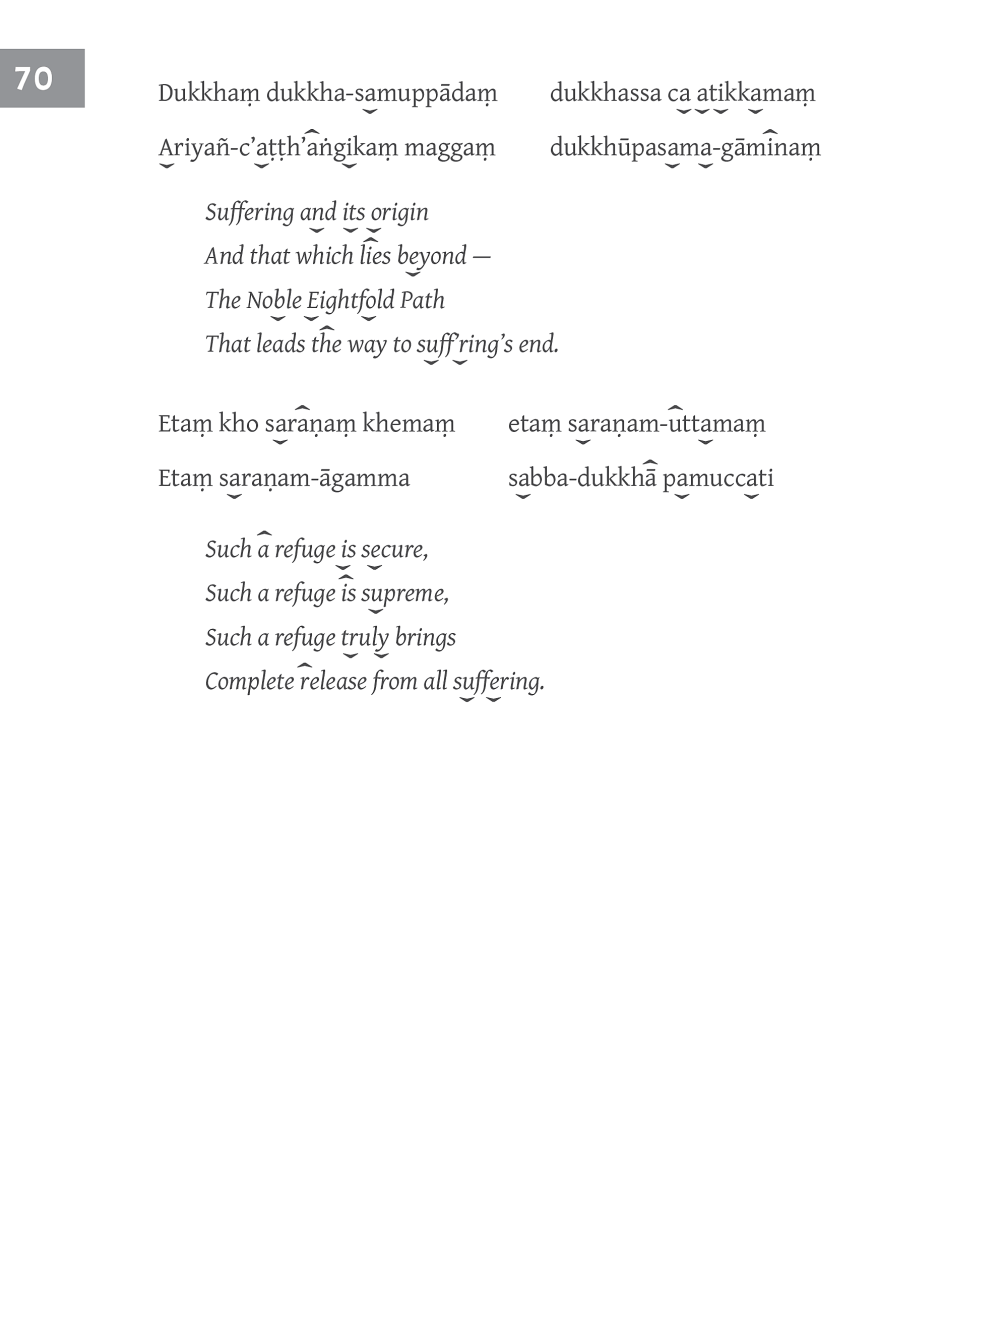 70
Dukkhaṃ dukkha-samuppādaṃ dukkhassa ca atikkamaṃ
Ariyañ-c’aṭṭh’aṅgikaṃ maggaṃ dukkhūpasama-gāminaṃ
Suffering and its origin
And that which lies beyond —
The Noble Eightfold Path
That leads the way to suff’ring’s end.
Etaṃ kho saraṇaṃ khemaṃ etaṃ saraṇam-uttamaṃ
Etaṃ saraṇam-āgamma sabba-dukkhā pamuccati
Such a refuge is secure,
Such a refuge is supreme,
Such a refuge truly brings
Complete release from all suffering.